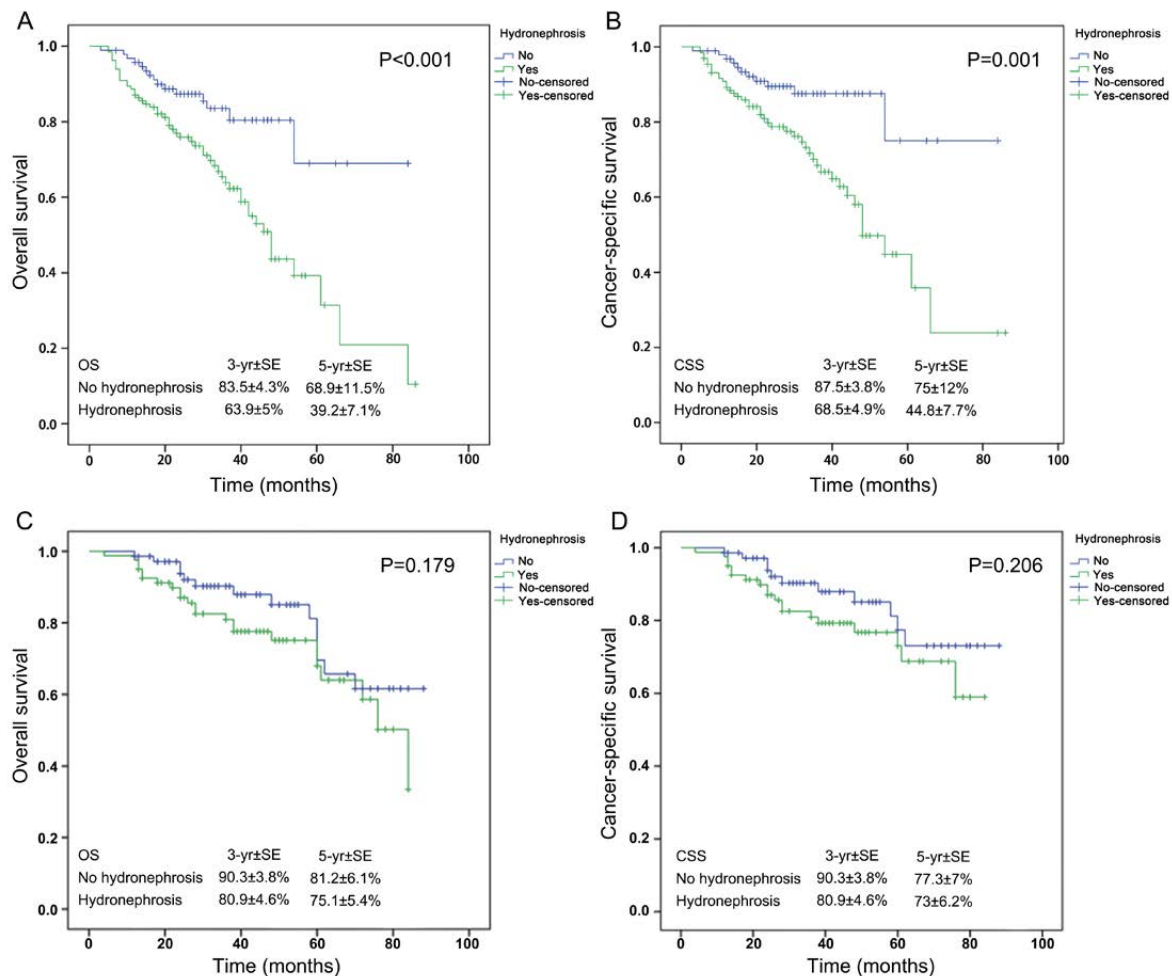 A
Hydronephrosis
No
Yes
No-censored
Yes-censored
P<0.001
Overall survival
1.0
0.8
0.6
0.4
0.2
0.0
OS 3-yr±SE 5-yr±SE
No hydronephrosis 83.5±4.3% 68.9±11.5%
Hydronephrosis 63.9±5% 39.2±7.1%
0 20 40 60 80 100
Time (months)
B
Hydronephrosis
No
Yes
No-censored
Yes-censored
P=0.001
Cancer-specific survival
1.0
0.8
0.6
0.4
0.2
0.0
CSS 3-yr±SE 5-yr±SE
No hydronephrosis 87.5±3.8% 75±12%
Hydronephrosis 68.5±4.9% 44.8±7.7%
0 20 40 60 80 100
Time (months)
C
Hydronephrosis
No
Yes
No-censored
Yes-censored
P=0.179
Overall survival
1.0
0.8
0.6
0.4
0.2
0.0
OS 3-yr±SE 5-yr±SE
No hydronephrosis 90.3±3.8% 81.2±6.1%
Hydronephrosis 80.9±4.6% 75.1±5.4%
0 20 40 60 80 100
Time (months)
D
Hydronephrosis
No
Yes
No-censored
Yes-censored
P=0.206
Cancer-specific survival
1.0
0.8
0.6
0.4
0.2
0.0
CSS 3-yr±SE 5-yr±SE
No hydronephrosis 90.3±3.8% 77.3±7%
Hydronephrosis 80.9±4.6% 73±6.2%
0 20 40 60 80 100
Time (months)